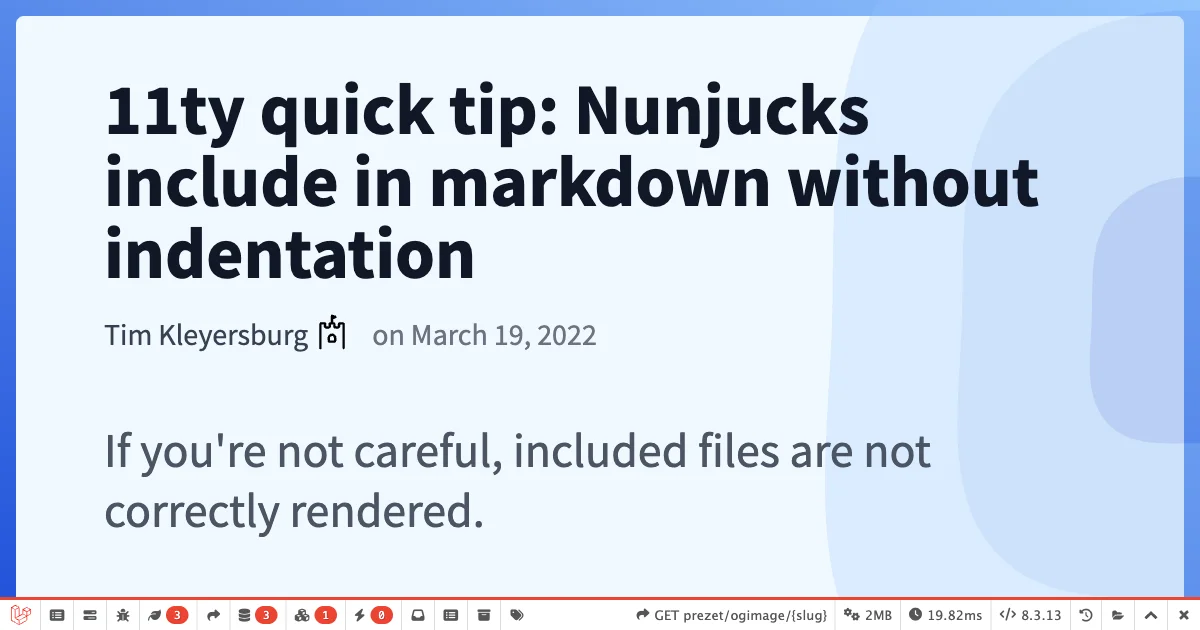 11ty quick tip: Nunjucks
include in markdown without
indentation
Tim Kleyersburg on March 19, 2022
If you're not careful, included files are not
correctly rendered.
3 3 1 0 GET prezet/ogimage/{slug} 2MB 19.82ms 8.3.13